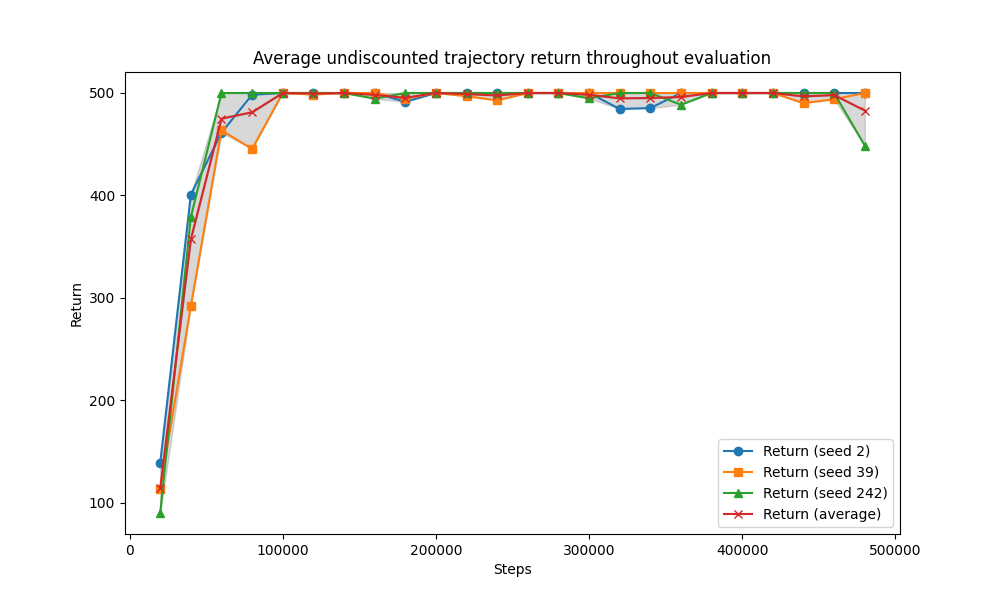 Average undiscounted trajectory return throughout evaluation
Return
500
400
300
200
100
0
100000
200000
300000
400000
500000
Steps
Return (seed 2)
Return (seed 39)
Return (seed 242)
Return (average)